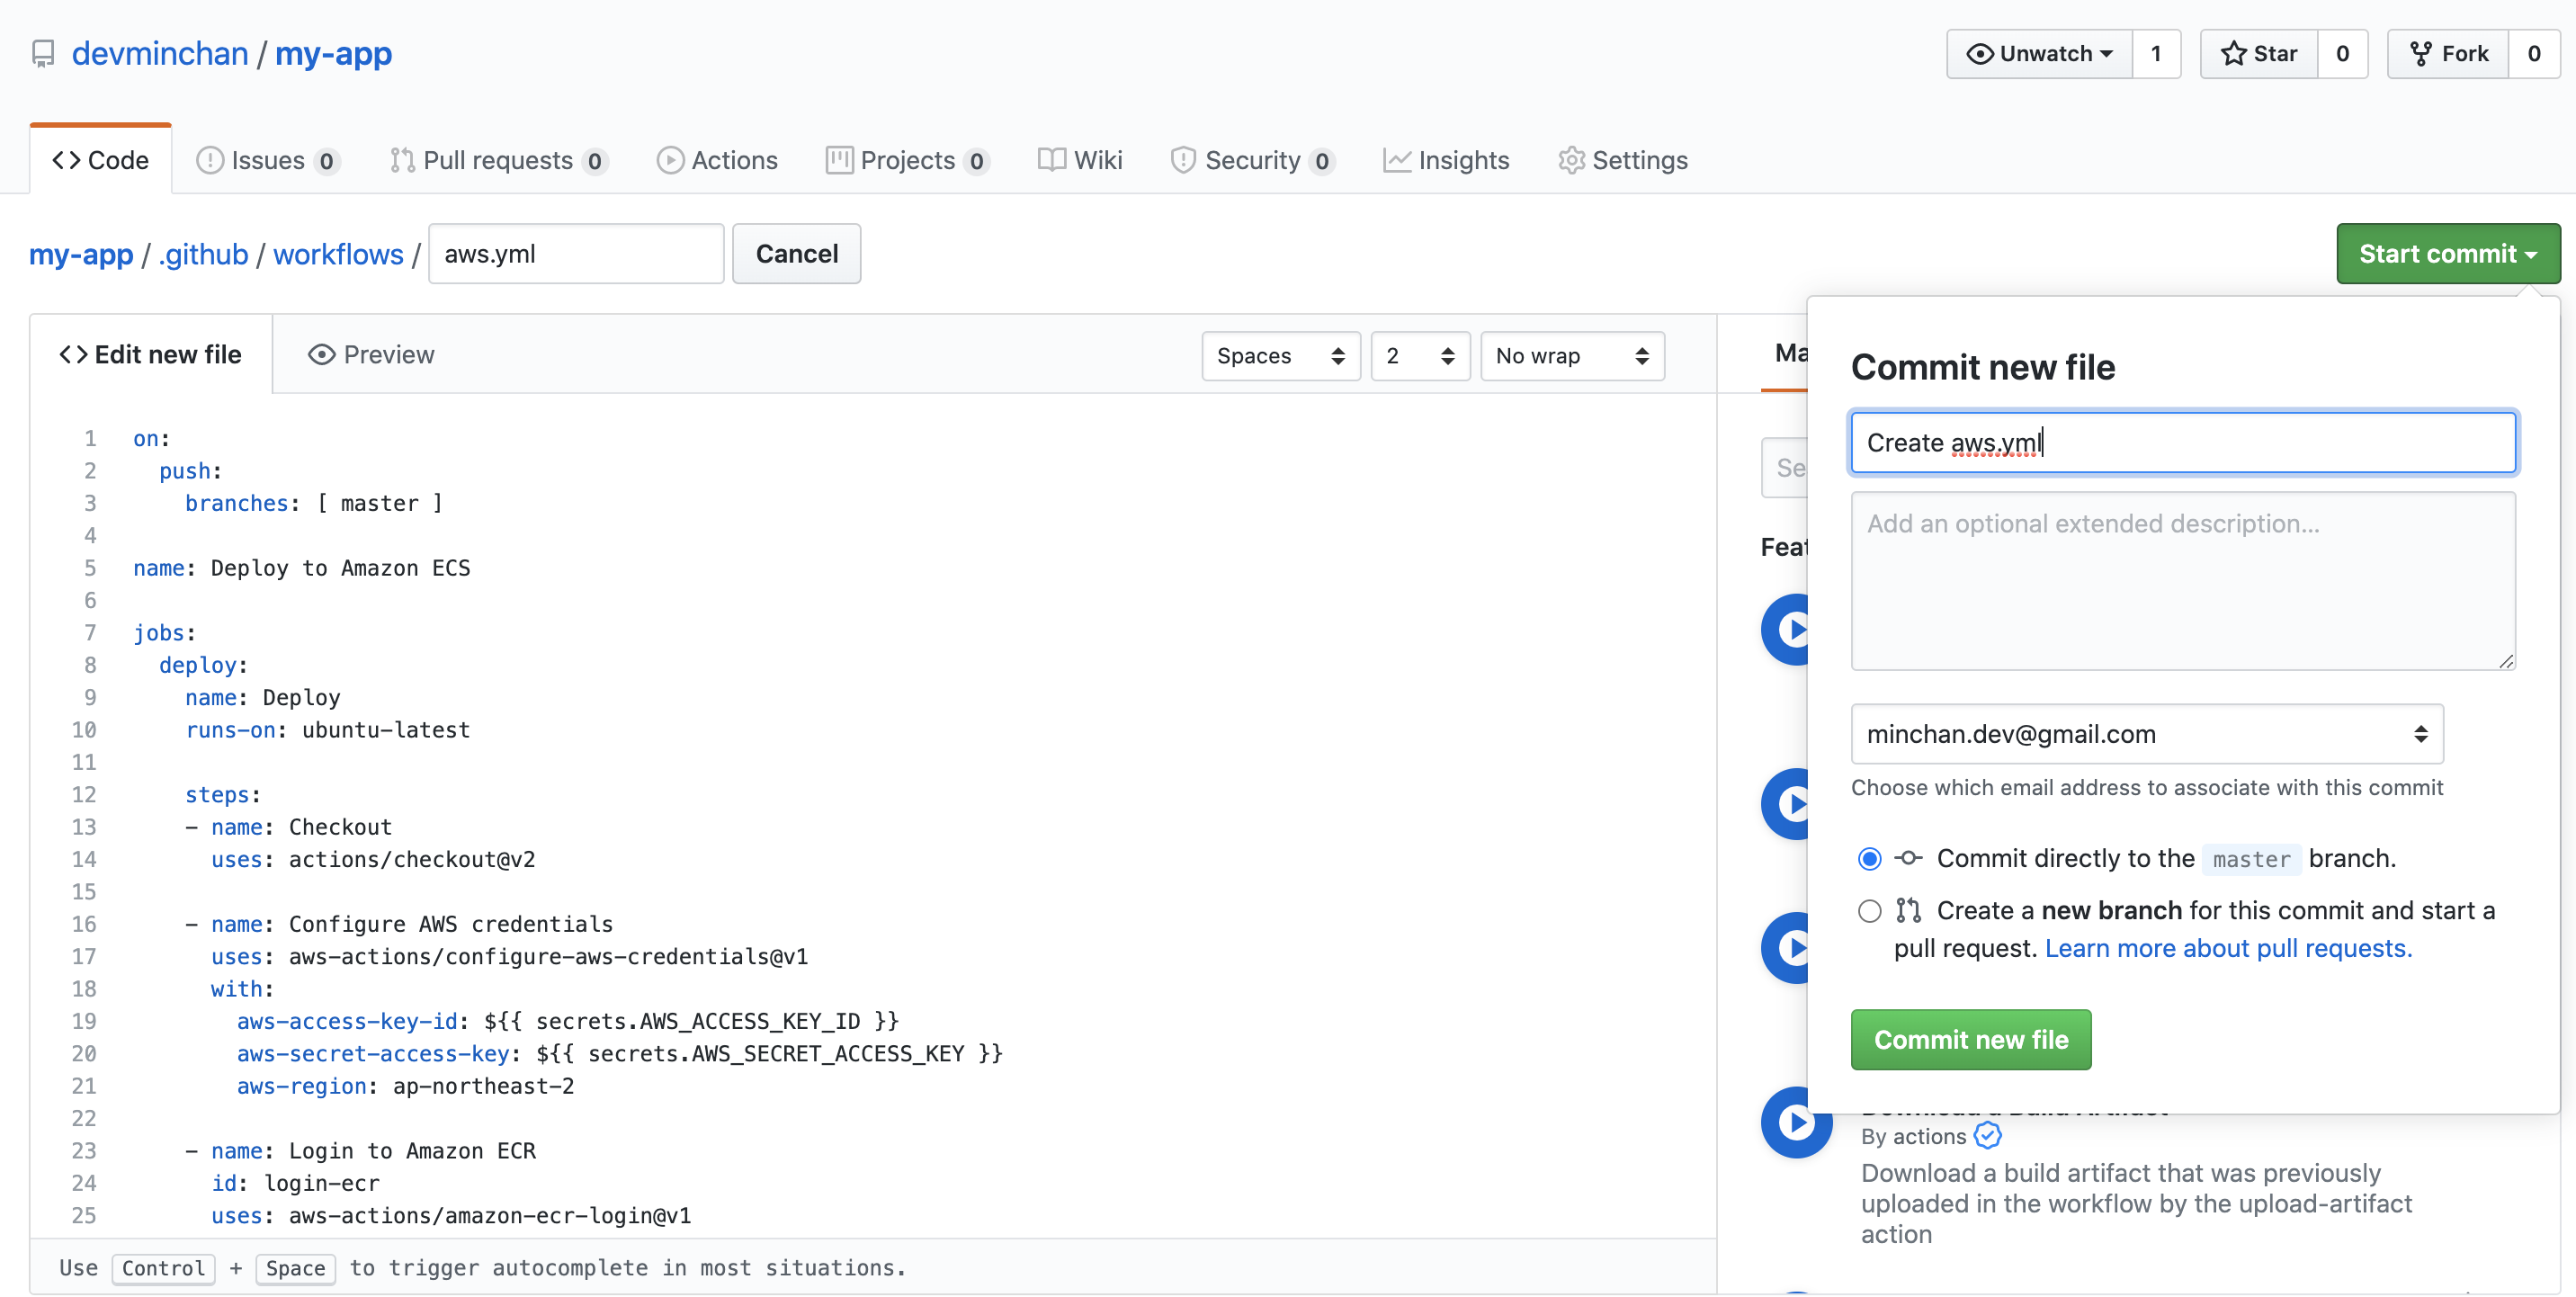 devminchan / my-app
Unwatch 1 Star 0 Fork 0
Code Issues 0 Pull requests 0 Actions Projects 0 Wiki Security 0 Insights Settings
my-app / .github / workflows / aws.yml Cancel
Start commit
Edit new file Preview Spaces 2 No wrap
1 on:
2 push:
3 branches: [ master ]
4
5 name: Deploy to Amazon ECS
6
7 jobs:
8 deploy:
9 name: Deploy
10 runs-on: ubuntu-latest
11
12 steps:
13 - name: Checkout
14 uses: actions/checkout@v2
15
16 - name: Configure AWS credentials
17 uses: aws-actions/configure-aws-credentials@v1
18 with:
19 aws-access-key-id: ${{ secrets.AWS_ACCESS_KEY_ID }}
20 aws-secret-access-key: ${{ secrets.AWS_SECRET_ACCESS_KEY }}
21 aws-region: ap-northeast-2
22
23 - name: Login to Amazon ECR
24 id: login-ecr
25 uses: aws-actions/amazon-ecr-login@v1
Use Control + Space to trigger autocomplete in most situations.
Commit new file
Create aws.yml
Add an optional extended description...
minchan.dev@gmail.com
Choose which email address to associate with this commit
Commit directly to the master branch.
Create a new branch for this commit and start a
pull request. Learn more about pull requests.
Commit new file
By actions
Download a build artifact that was previously
uploaded in the workflow by the upload-artifact
action